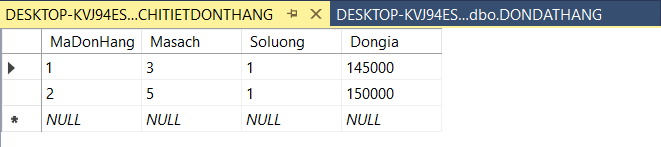 DESKTOP-KVJ94ES...CHITIETDONTHANG DESKTOP-KVJ94ES...dbo.DONDATHANG
MaDonHang Masach Soluong Dongia
1 3 1 145000
2 5 1 150000
NULL NULL NULL NULL